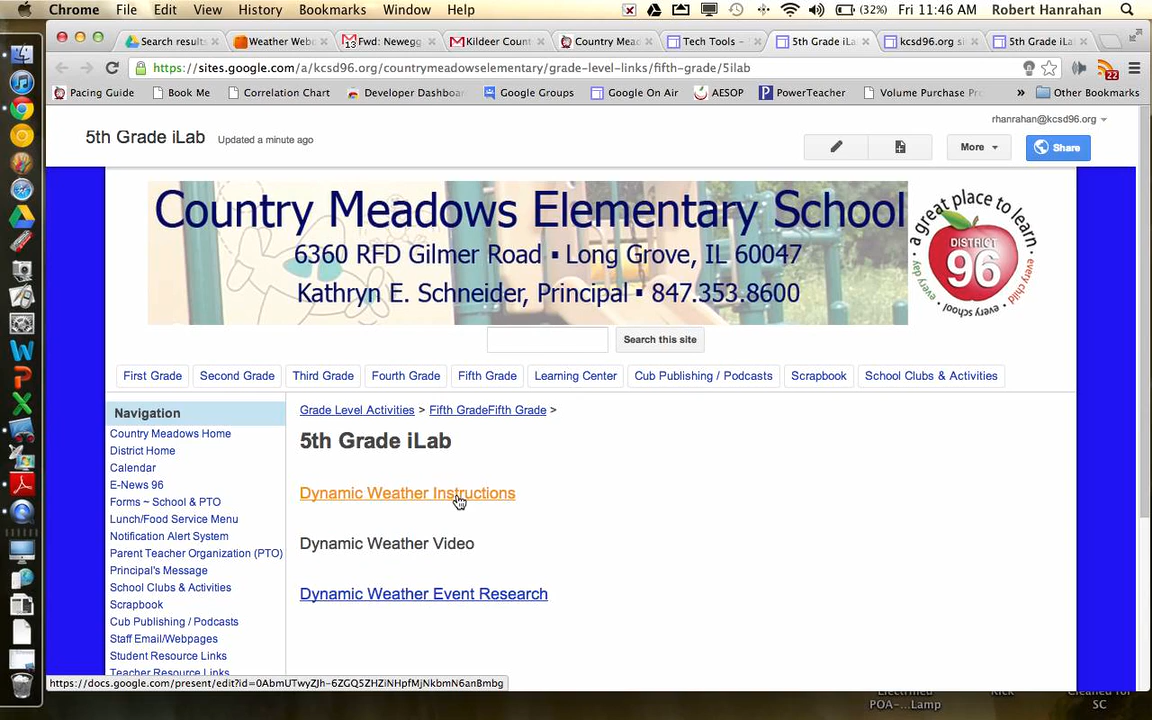 Chrome File Edit View History Bookmarks Window Help (32%) Fri 11:46 AM Robert Hanrahan
Search results Weather Web 13 Fwd: Newegg Kildeer Count Country Mead Tech Tools - 5th Grade iLa kcsd96.org si 5th Grade iLa
https://sites.google.com/a/kcsd96.org/countrymeadowselementary/grade-level-links/fifth-grade/5ilab 22
Pacing Guide Book Me Correlation Chart Developer Dashboa Google Groups Google On Air AESOP PowerTeacher Volume Purchase Pr » Other Bookmarks
rhanrahan@kcsd96.org
5th Grade iLab Updated a minute ago More Share
Country Meadows Elementary School
6360 RFD Gilmer Road ▪ Long Grove, IL 60047
Kathryn E. Schneider, Principal ▪ 847.353.8600
a great place to learn
DISTRICT
96
every day • every school • every child
Search this site
First Grade Second Grade Third Grade Fourth Grade Fifth Grade Learning Center Cub Publishing / Podcasts Scrapbook School Clubs & Activities
Navigation
Country Meadows Home
District Home
Calendar
E-News 96
Forms ~ School & PTO
Lunch/Food Service Menu
Notification Alert System
Parent Teacher Organization (PTO)
Principal's Message
School Clubs & Activities
Scrapbook
Cub Publishing / Podcasts
Staff Email/Webpages
Student Resource Links
Teacher Resource Links
Grade Level Activities > Fifth GradeFifth Grade >
5th Grade iLab
Dynamic Weather Instructions
Dynamic Weather Video
Dynamic Weather Event Research
https://docs.google.com/present/edit?id=0AbmUTwyZJh-6ZGQ5ZHZiNHpfMjNkbmN6anBmbg
POA-...Lamp Rick SC